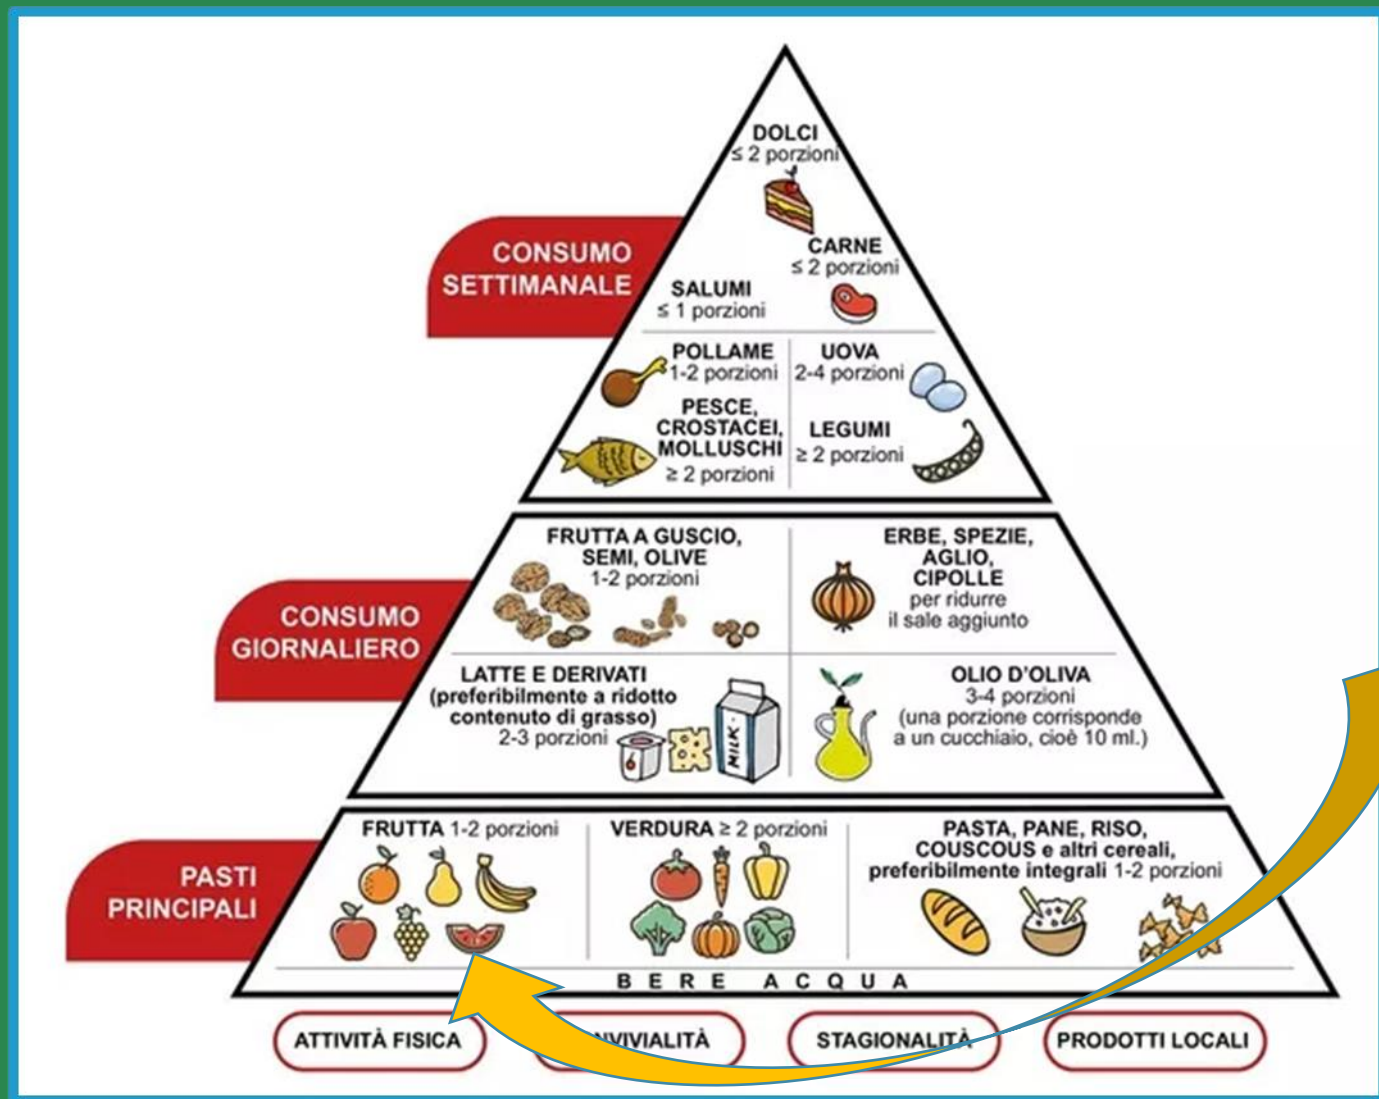 DOLCI
≤ 2 porzioni
CONSUMO
SETTIMANALE
CARNE
≤ 2 porzioni
SALUMI
≤ 1 porzioni
POLLAME
1-2 porzioni
UOVA
2-4 porzioni
PESCE,
CROSTACEI,
MOLLUSCHI
≥ 2 porzioni
LEGUMI
≥ 2 porzioni
CONSUMO
GIORNALIERO
FRUTTA A GUSCIO,
SEMI, OLIVE
1-2 porzioni
ERBE, SPEZIE,
AGLIO,
CIPOLLE
per ridurre
il sale aggiunto
LATTE E DERIVATI
(preferibilmente a ridotto
contenuto di grasso)
2-3 porzioni
MILK
OLIO D'OLIVA
3-4 porzioni
(una porzione corrisponde
a un cucchiaio, cioè 10 ml.)
PASTI
PRINCIPALI
FRUTTA 1-2 porzioni
VERDURA ≥ 2 porzioni
PASTA, PANE, RISO,
COUSCOUS e altri cereali,
preferibilmente integrali 1-2 porzioni
BERE ACQUA
ATTIVITÀ FISICA
STAGIONALITÀ
PRODOTTI LOCALI